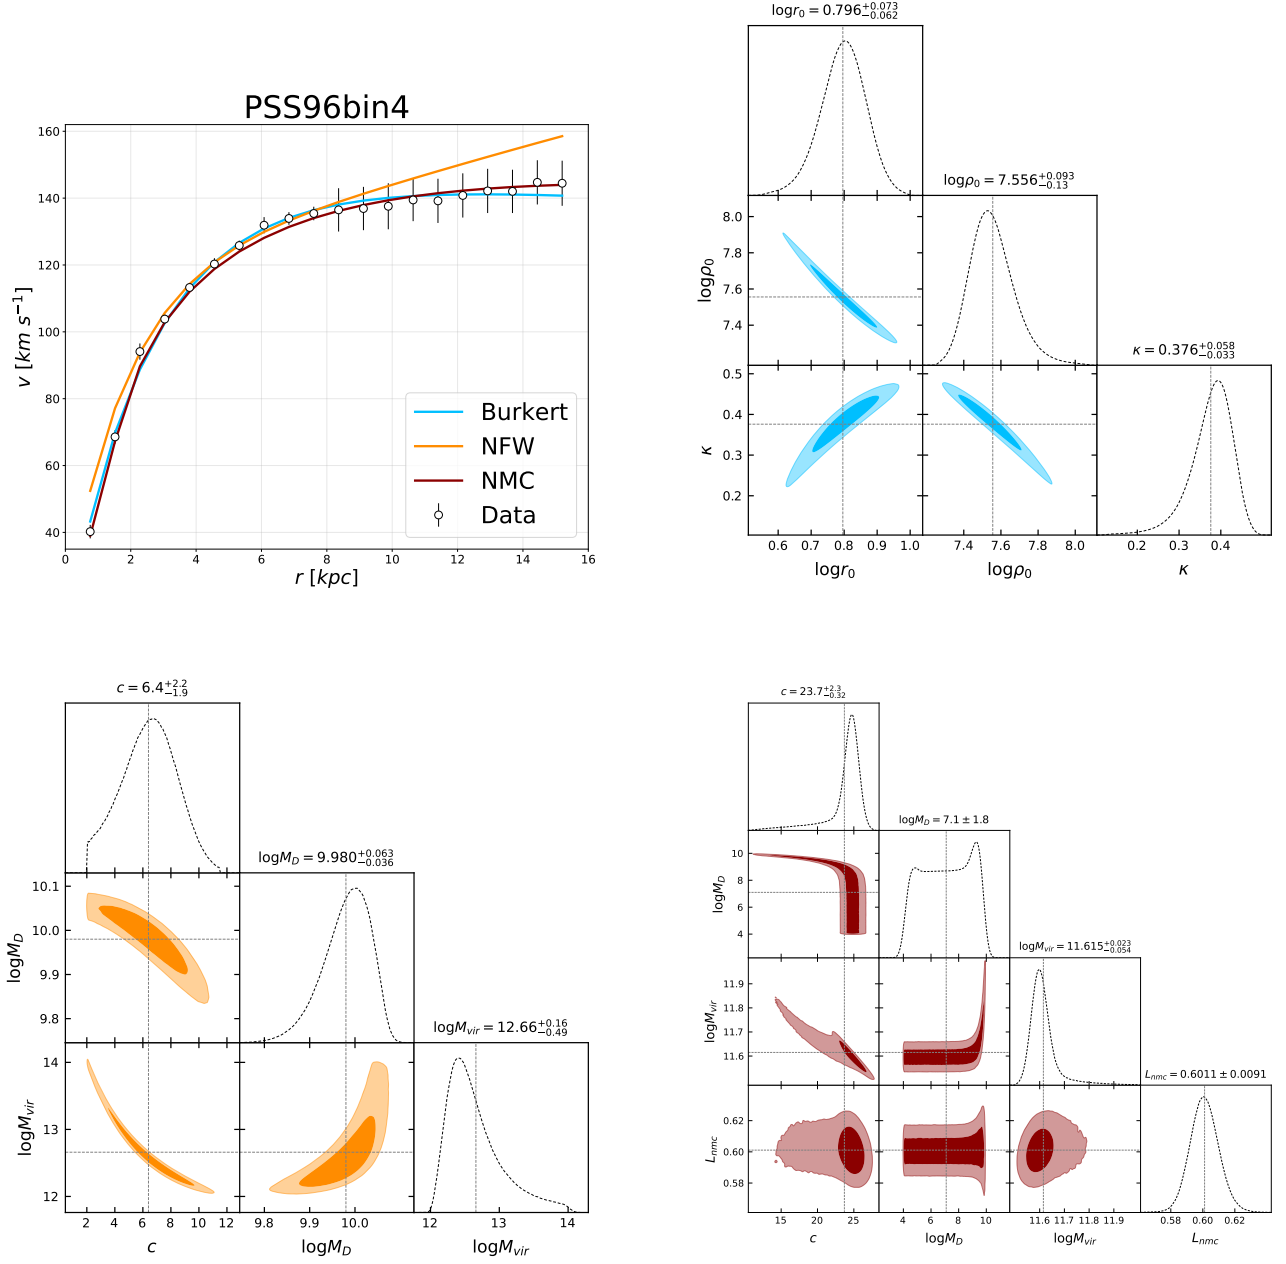 PSS96bin4
160
140
120
100
80
60
40
v [km s⁻¹]
0 2 4 6 8 10 12 14 16
r [kpc]
Burkert
NFW
NMC
Data
logr₀ = 0.796⁺⁰·⁰⁷³₋₀.₀₆₂
logρ₀ = 7.556⁺⁰·⁰⁹³₋₀.₁₃
κ = 0.376⁺⁰·⁰⁵⁸₋₀.₀₃₃
8.0
7.8
7.6
7.4
logρ₀
0.5
0.4
0.3
0.2
κ
0.6 0.7 0.8 0.9 1.0
7.4 7.6 7.8 8.0
0.2 0.3 0.4
logr₀
logρ₀
κ
c = 6.4⁺²·²₋₁.₉
logM_D = 9.980⁺⁰·⁰⁶³₋₀.₀₃₆
logM_vir = 12.66⁺⁰·¹⁶₋₀.₄₉
10.1
10.0
9.9
9.8
logM_D
14
13
12
logM_vir
2 4 6 8 10 12
9.8 9.9 10.0
12 13 14
c
logM_D
logM_vir
c = 23.7⁺²·³₋₀.₃₂
logM_D = 7.1 ± 1.8
logM_vir = 11.615⁺⁰·⁰²³₋₀.₀₅₄
L_nmc = 0.6011 ± 0.0091
10
8
6
4
logM_D
11.9
11.8
11.7
11.6
logM_vir
0.62
0.60
0.58
L_nmc
15 20 25
4 6 8 10
11.6 11.7 11.8 11.9
0.58 0.60 0.62
c
logM_D
logM_vir
L_nmc